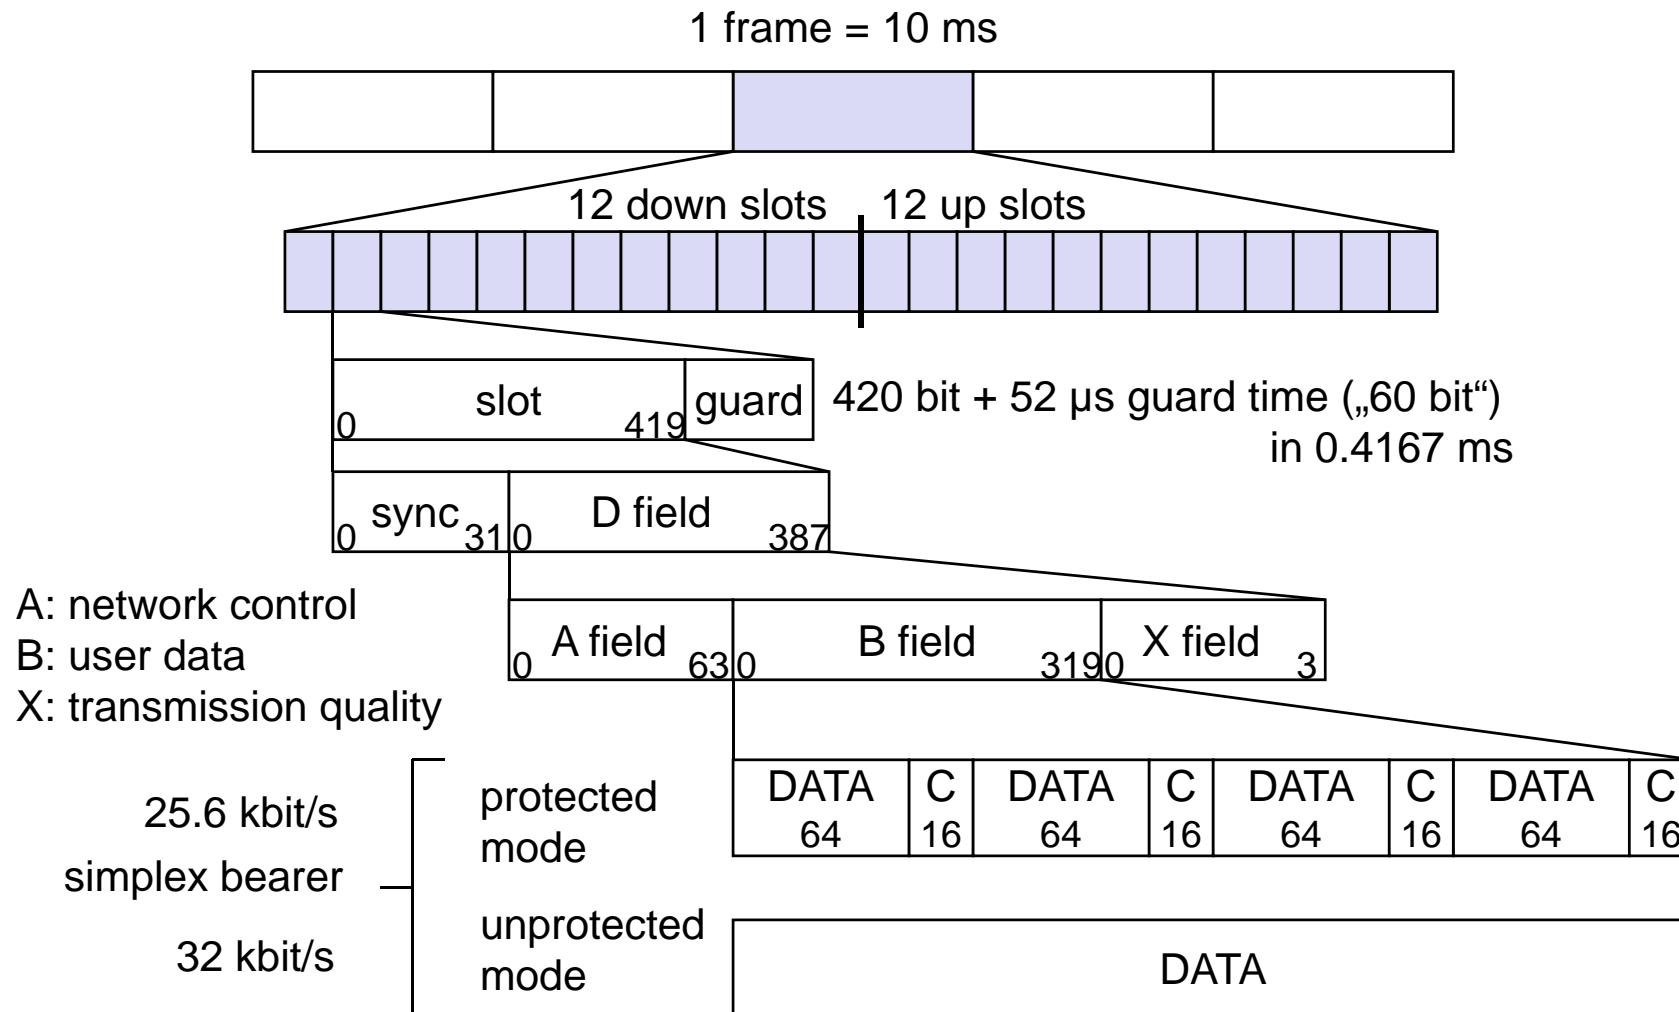 1 frame = 10 ms
12 down slots 12 up slots
slot guard 420 bit + 52 µs guard time („60 bit“)
0 419
in 0.4167 ms
sync D field
0 31 0 387
A: network control
A field B field X field
0 63 0 319 0 3
B: user data
X: transmission quality
DATA C DATA C DATA C DATA C
64 16 64 16 64 16 64 16
25.6 kbit/s
protected
mode
simplex bearer
unprotected
mode
32 kbit/s
DATA